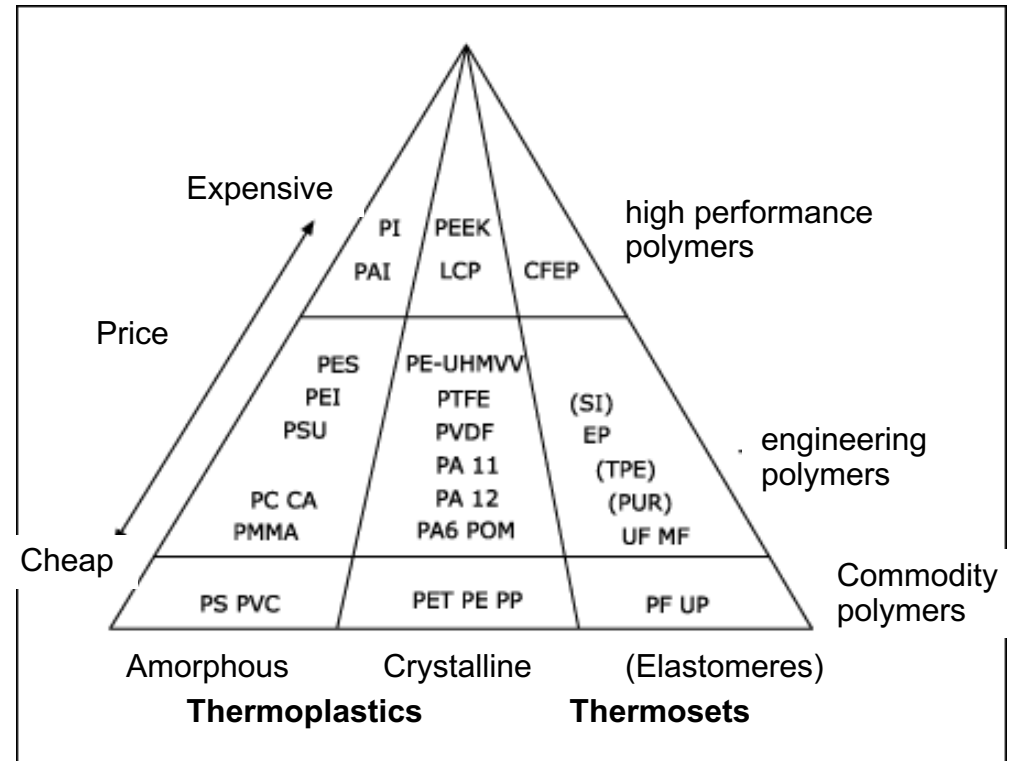 Expensive
high performance
polymers
PI PEEK
PAI LCP CFEP
Price
PES PE-UHMVV
PEI PTFE (SI)
PSU PVDF EP
engineering
polymers
PA 11 (TPE)
PC CA PA 12 (PUR)
PMMA PA6 POM UF MF
Cheap
Commodity
polymers
PS PVC PET PE PP PF UP
Amorphous Crystalline (Elastomeres)
Thermoplastics Thermosets